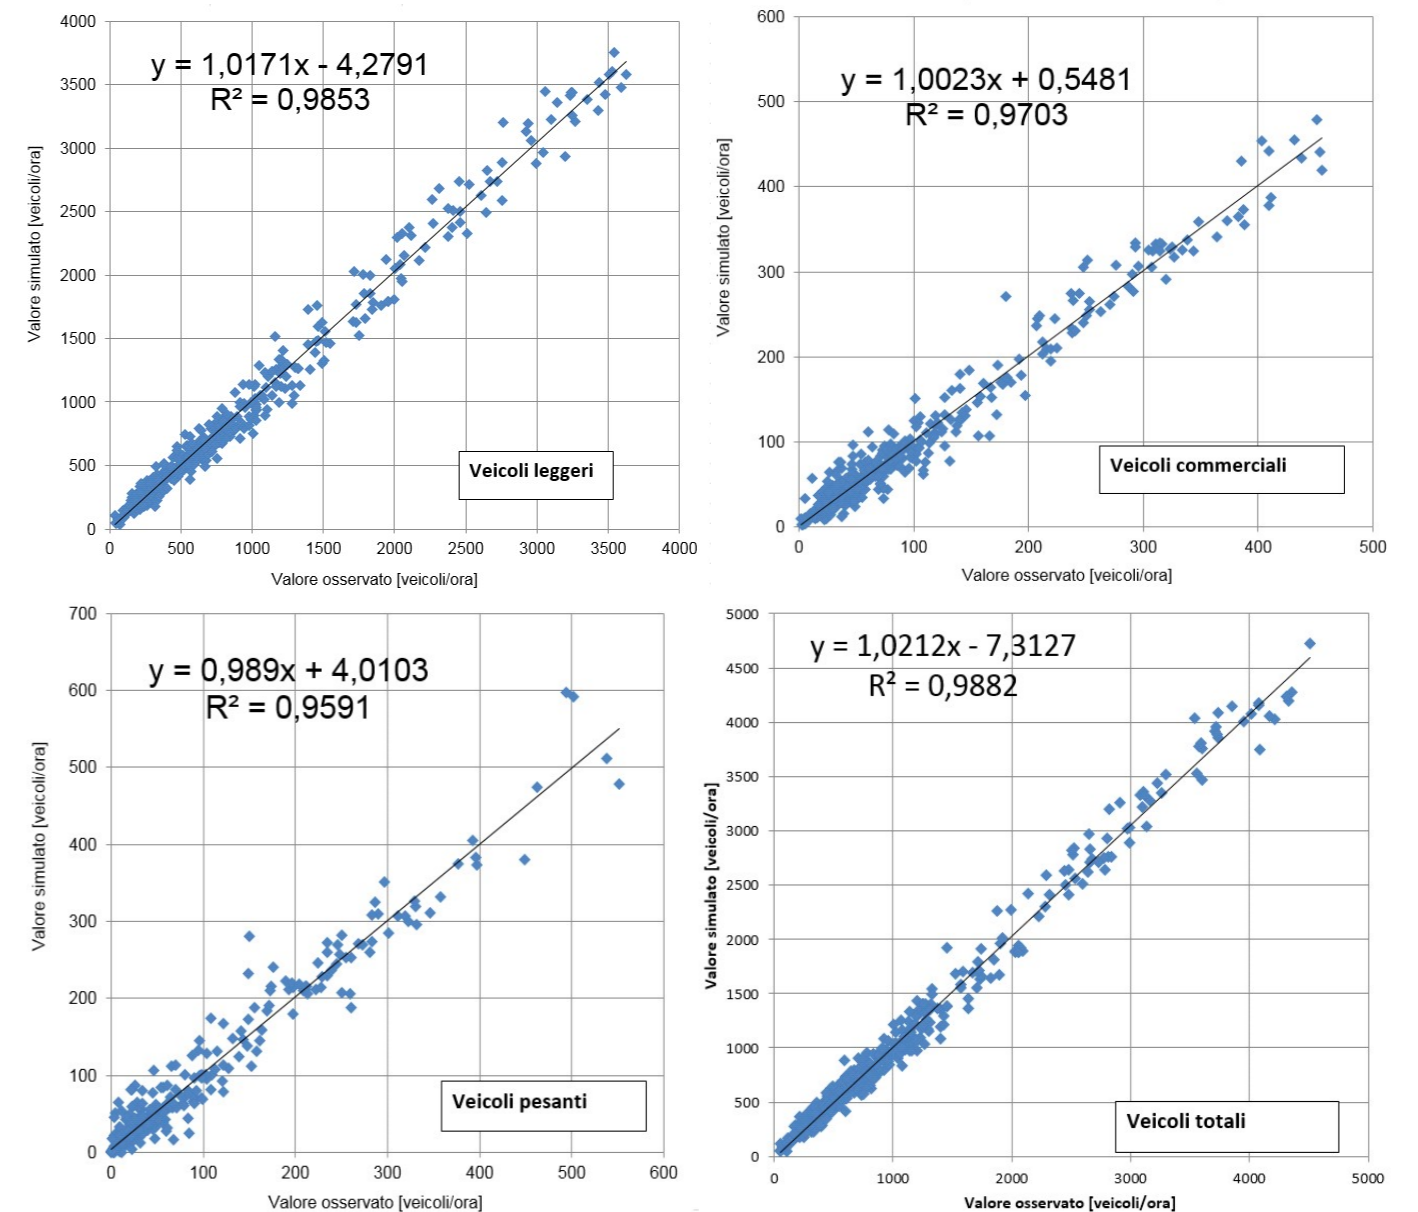 4000
3500
3000
2500
2000
1500
1000
500
0
y = 1,0171x - 4,2791
R² = 0,9853
Valore simulato [veicoli/ora]
Veicoli leggeri
0 500 1000 1500 2000 2500 3000 3500 4000
Valore osservato [veicoli/ora]
600
500
400
300
200
100
0
y = 1,0023x + 0,5481
R² = 0,9703
Valore simulato [veicoli/ora]
Veicoli commerciali
0 100 200 300 400 500
Valore osservato [veicoli/ora]
700
600
500
400
300
200
100
0
y = 0,989x + 4,0103
R² = 0,9591
Valore simulato [veicoli/ora]
Veicoli pesanti
0 100 200 300 400 500 600
Valore osservato [veicoli/ora]
5000
4500
4000
3500
3000
2500
2000
1500
1000
500
0
y = 1,0212x - 7,3127
R² = 0,9882
Valore simulato [veicoli/ora]
Veicoli totali
0 1000 2000 3000 4000 5000
Valore osservato [veicoli/ora]